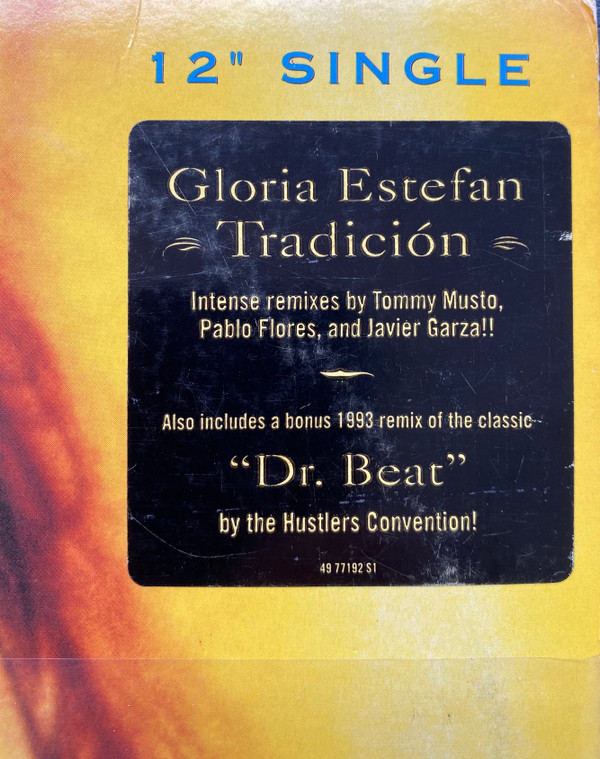 12" SINGLE
Gloria Estefan
Tradición
Intense remixes by Tommy Musto,
Pablo Flores, and Javier Garza!!
Also includes a bonus 1993 remix of the classic
“Dr. Beat”
by the Hustlers Convention!
49 77192 S1